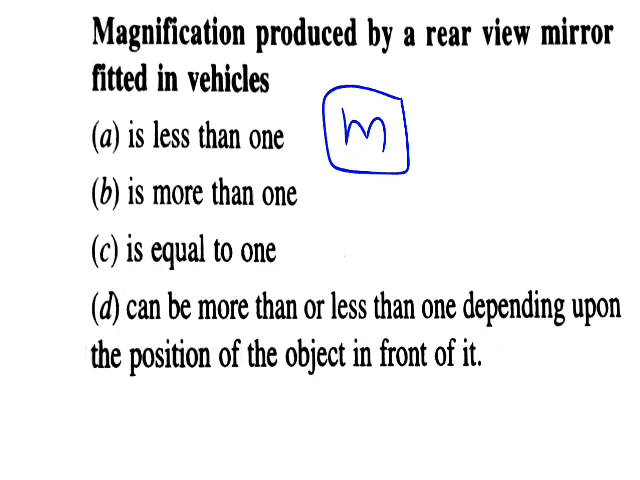 Magnification produced by a rear view mirror
fitted in vehicles
(a) is less than one
m
(b) is more than one
(c) is equal to one
(d) can be more than or less than one depending upon
the position of the object in front of it.